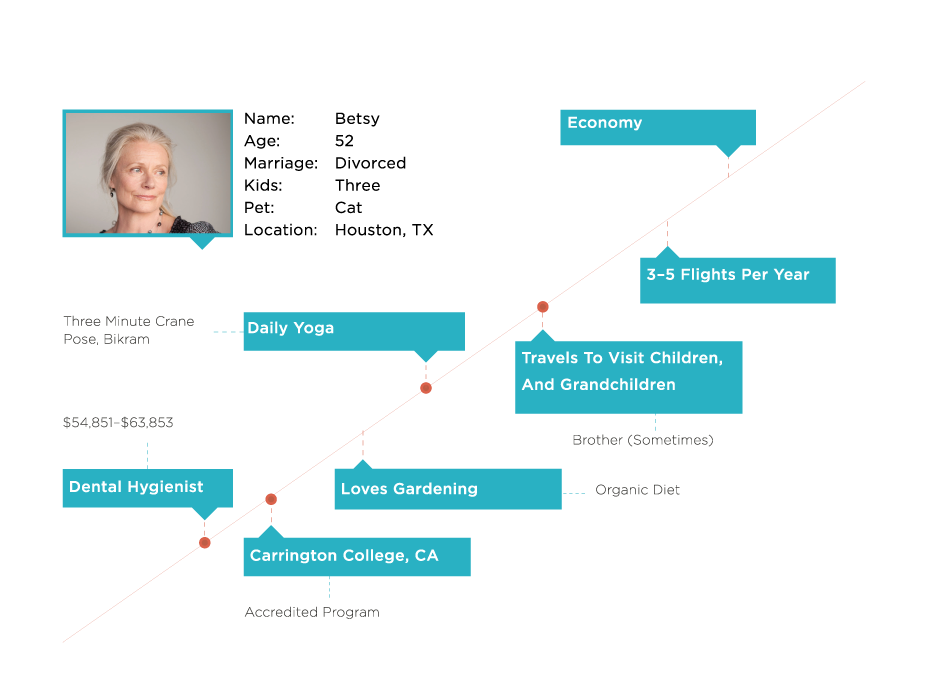 Name: Betsy
Age: 52
Marriage: Divorced
Kids: Three
Pet: Cat
Location: Houston, TX
Economy
3–5 Flights Per Year
Three Minute Crane
Pose, Bikram
Daily Yoga
Travels To Visit Children,
And Grandchildren
Brother (Sometimes)
$54,851–$63,853
Dental Hygienist
Loves Gardening
Organic Diet
Carrington College, CA
Accredited Program